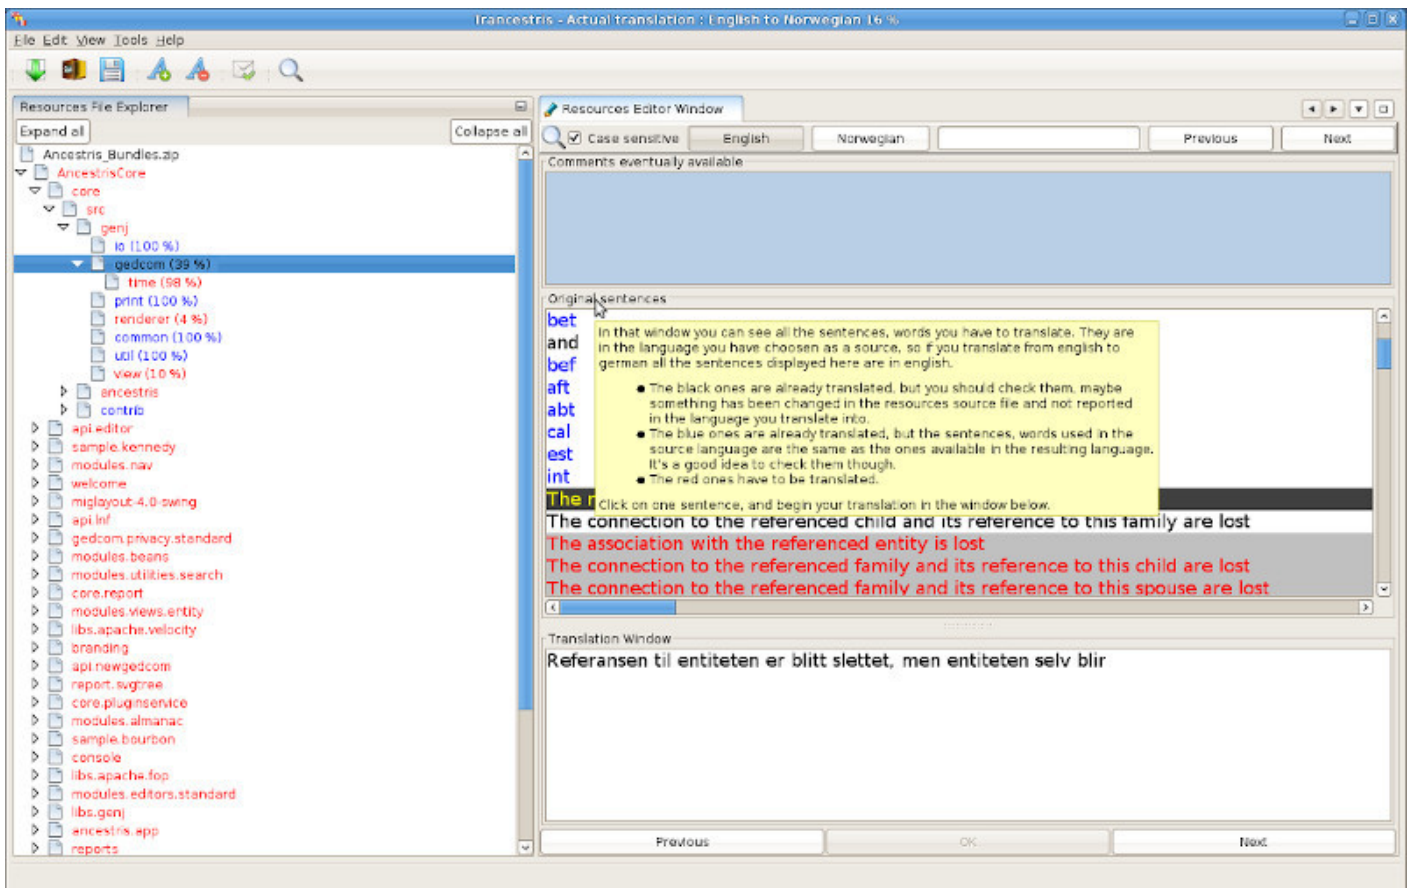 Trancestris - Actual translation : English to Norwegian 16 %
File Edit View Tools Help
Resources File Explorer
Expand all
Collapse all
Ancestris_Bundles.zip
AncestrisCore
core
src
genj
io (100 %)
gedcom (39 %)
time (98 %)
print (100 %)
renderer (4 %)
common (100 %)
util (100 %)
view (10 %)
ancestris
contrib
api.editor
sample.kennedy
modules.nav
welcome
miglayout-4.0-swing
api.lnf
gedcom.privacy.standard
modules.beans
modules.utilities.search
core.report
modules.views.entity
libs.apache.velocity
branding
api.newgedcom
report.svgtree
core.pluginservice
modules.almanac
sample.bourbon
console
libs.apache.fop
modules.editors.standard
libs.genj
ancestris.app
reports
Resources Editor Window
Case sensitive
English
Norwegian
Previous
Next
Comments eventually available
Original sentences
bet
and
bef
aft
abt
cal
est
int
The
In that window you can see all the sentences, words you have to translate. They are
in the language you have choosen as a source, so if you translate from english to
german all the sentences displayed here are in english.
● The black ones are already translated, but you should check them, maybe
something has been changed in the resources source file and not reported
in the language you translate into.
● The blue ones are already translated, but the sentences, words used in the
source language are the same as the ones available in the resulting language.
It's a good idea to check them though.
● The red ones have to be translated.
Click on one sentence, and begin your translation in the window below.
The connection to the referenced child and its reference to this family are lost
The association with the referenced entity is lost
The connection to the referenced family and its reference to this child are lost
The connection to the referenced family and its reference to this spouse are lost
Translation Window
Referansen til entiteten er blitt slettet, men entiteten selv blir
Previous
OK
Next